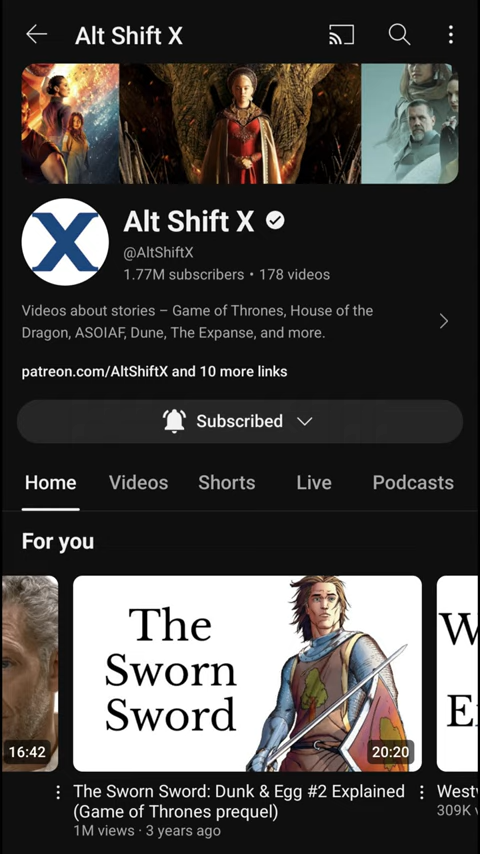 Alt Shift X
X
Alt Shift X
@AltShiftX
1.77M subscribers • 178 videos
Videos about stories – Game of Thrones, House of the
Dragon, ASOIAF, Dune, The Expanse, and more.
patreon.com/AltShiftX and 10 more links
Subscribed
Home Videos Shorts Live Podcasts
For you
16:42
The
Sworn
Sword
20:20
The Sworn Sword: Dunk & Egg #2 Explained
(Game of Thrones prequel)
1M views · 3 years ago
309K